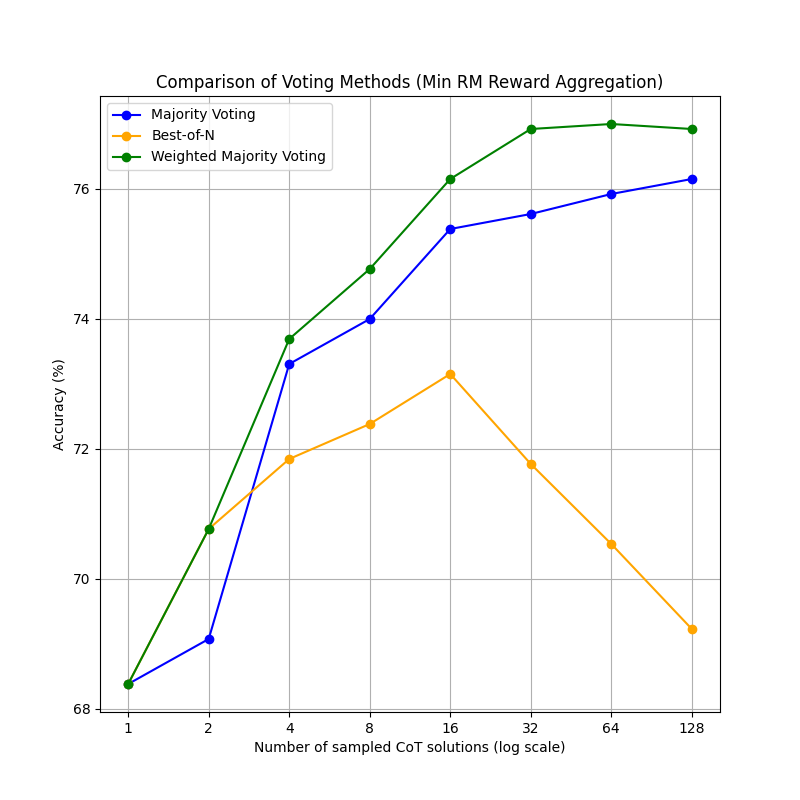 Comparison of Voting Methods (Min RM Reward Aggregation)
Majority Voting
Best-of-N
Weighted Majority Voting
Accuracy (%)
76
74
72
70
68
1 2 4 8 16 32 64 128
Number of sampled CoT solutions (log scale)